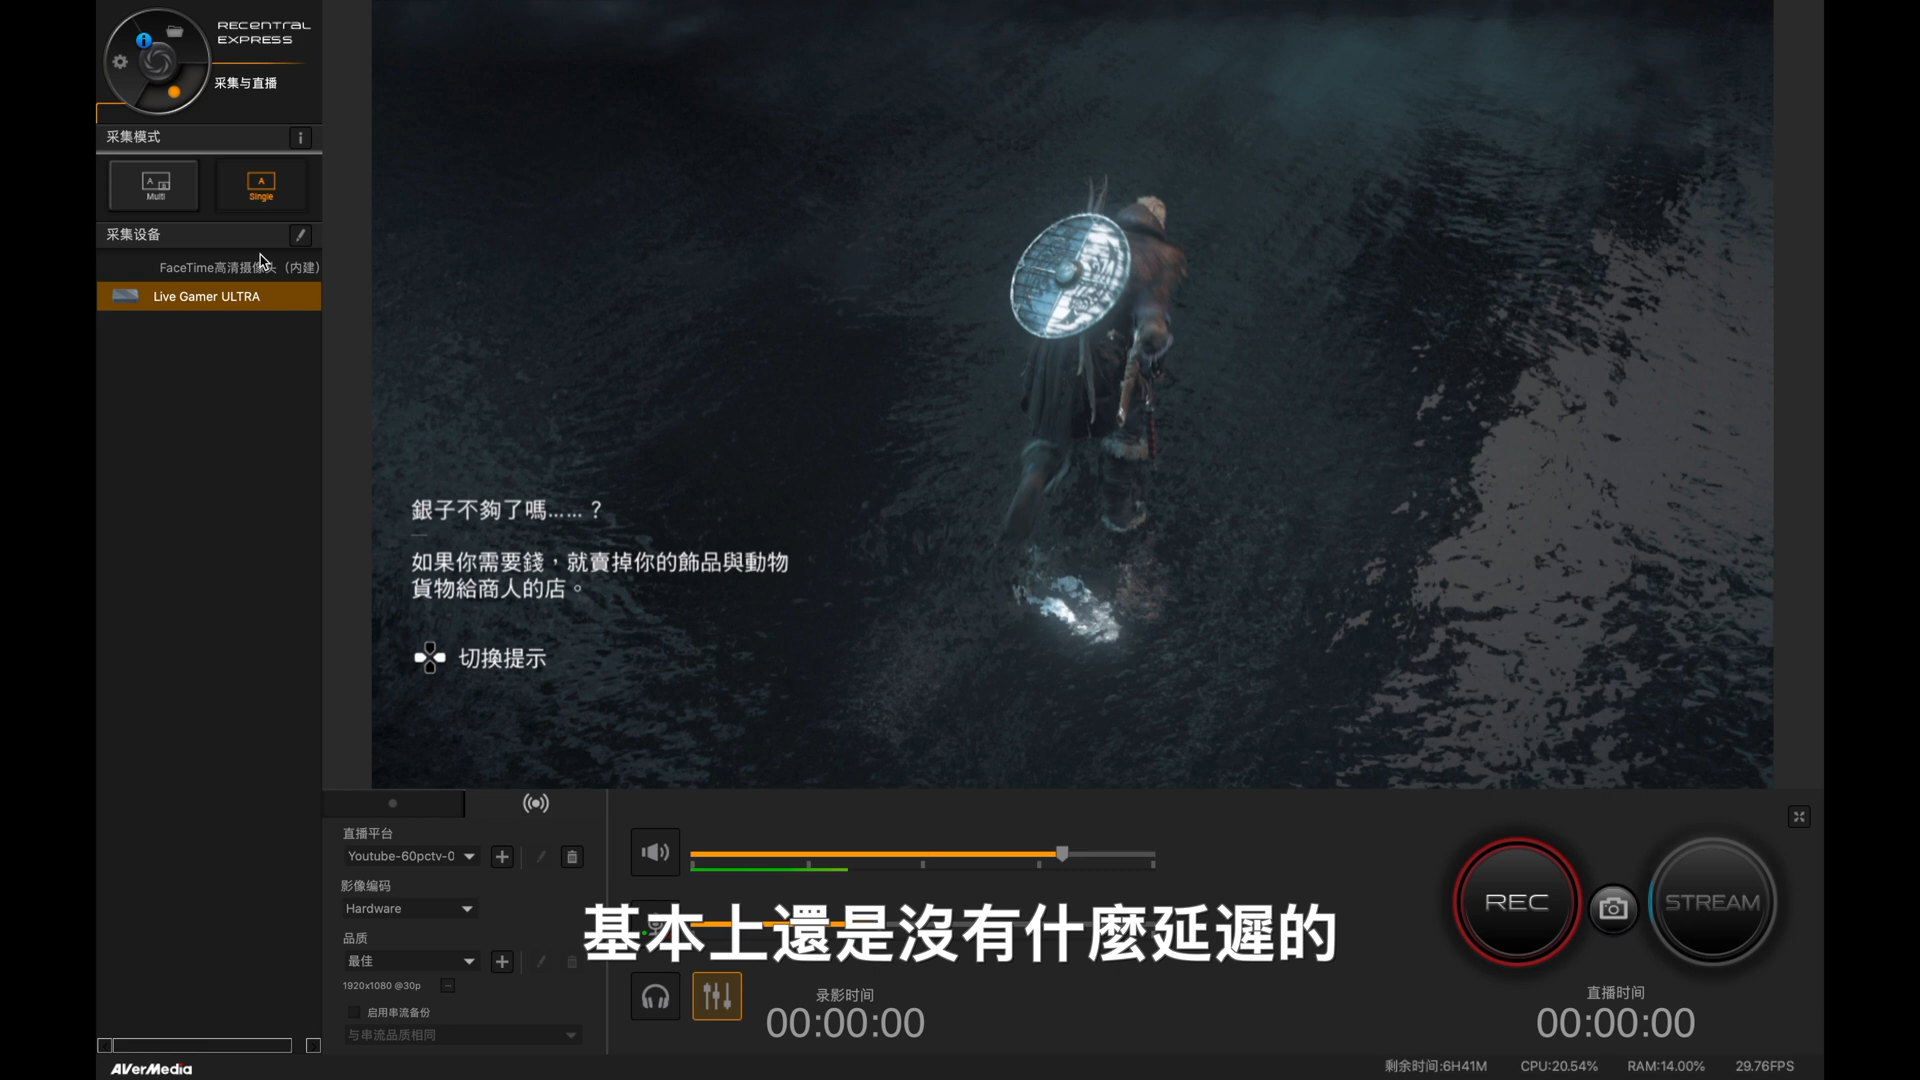 RECENTRAL
EXPRESS
采集与直播
采集模式
Multi
Single
采集设备
FaceTime高清摄像头（内建）
Live Gamer ULTRA
銀子不夠了嗎……？
如果你需要錢，就賣掉你的飾品與動物
貨物給商人的店。
切換提示
直播平台
Youtube-60pctv-0
影像编码
Hardware
品质
最佳
1920x1080 @30p
启用串流备份
与串流品质相同
基本上還是沒有什麼延遲的
录影时间
00:00:00
REC
STREAM
直播时间
00:00:00
AVerMedia
剩余时间:6H41M
CPU:20.54%
RAM:14.00%
29.76FPS